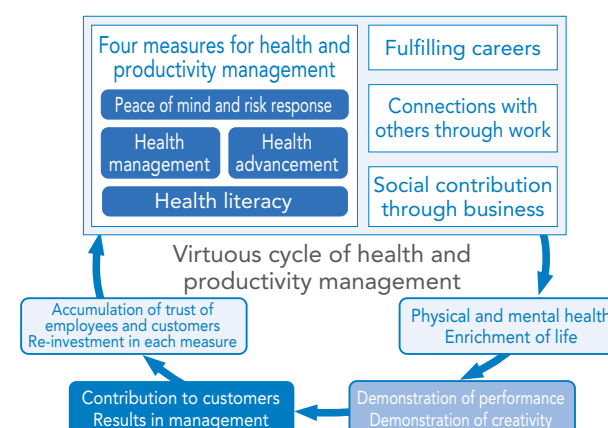 Four measures for health and
productivity management
Peace of mind and risk response
Health
management
Health
advancement
Health literacy
Fulfilling careers
Connections with
others through work
Social contribution
through business
Virtuous cycle of health and
productivity management
Accumulation of trust of
employees and customers
Re-investment in each measure
Physical and mental health
Enrichment of life
Contribution to customers
Results in management
Demonstration of performance
Demonstration of creativity